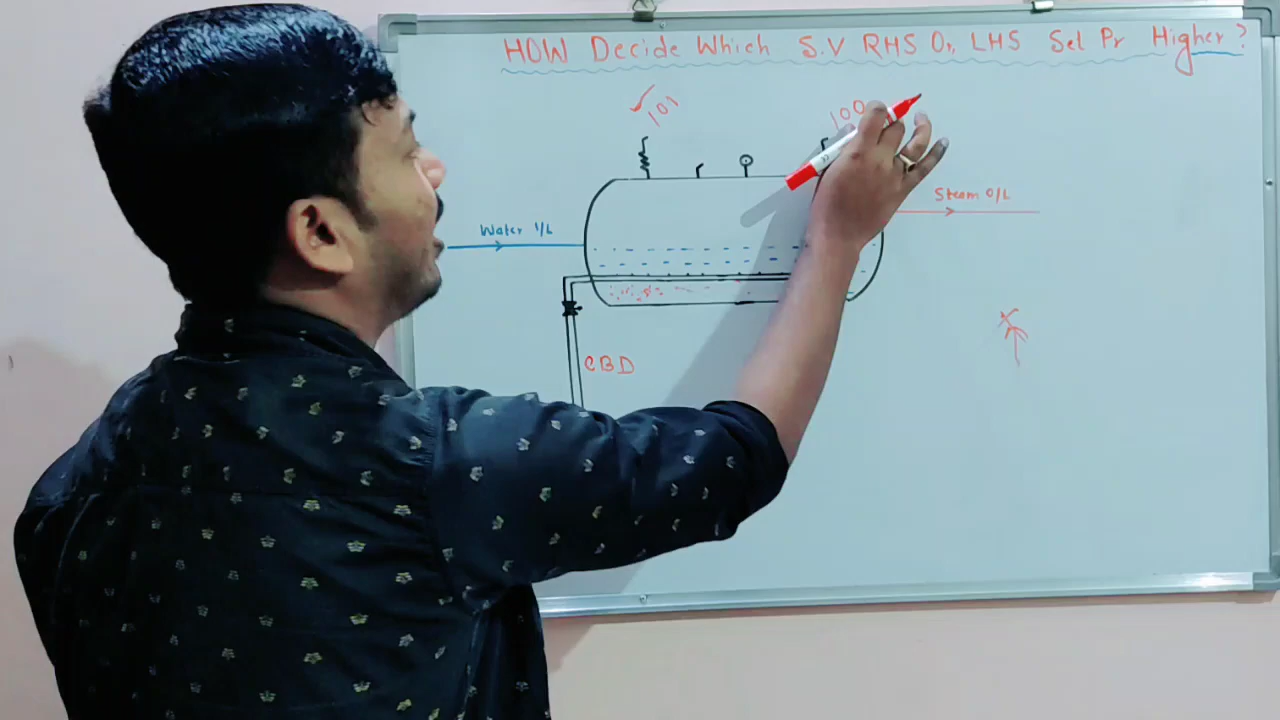 HOW Decide Which S.V RHS Or LHS Set Pr Higher?
101
100
Steam O/L
Water I/L
CBD